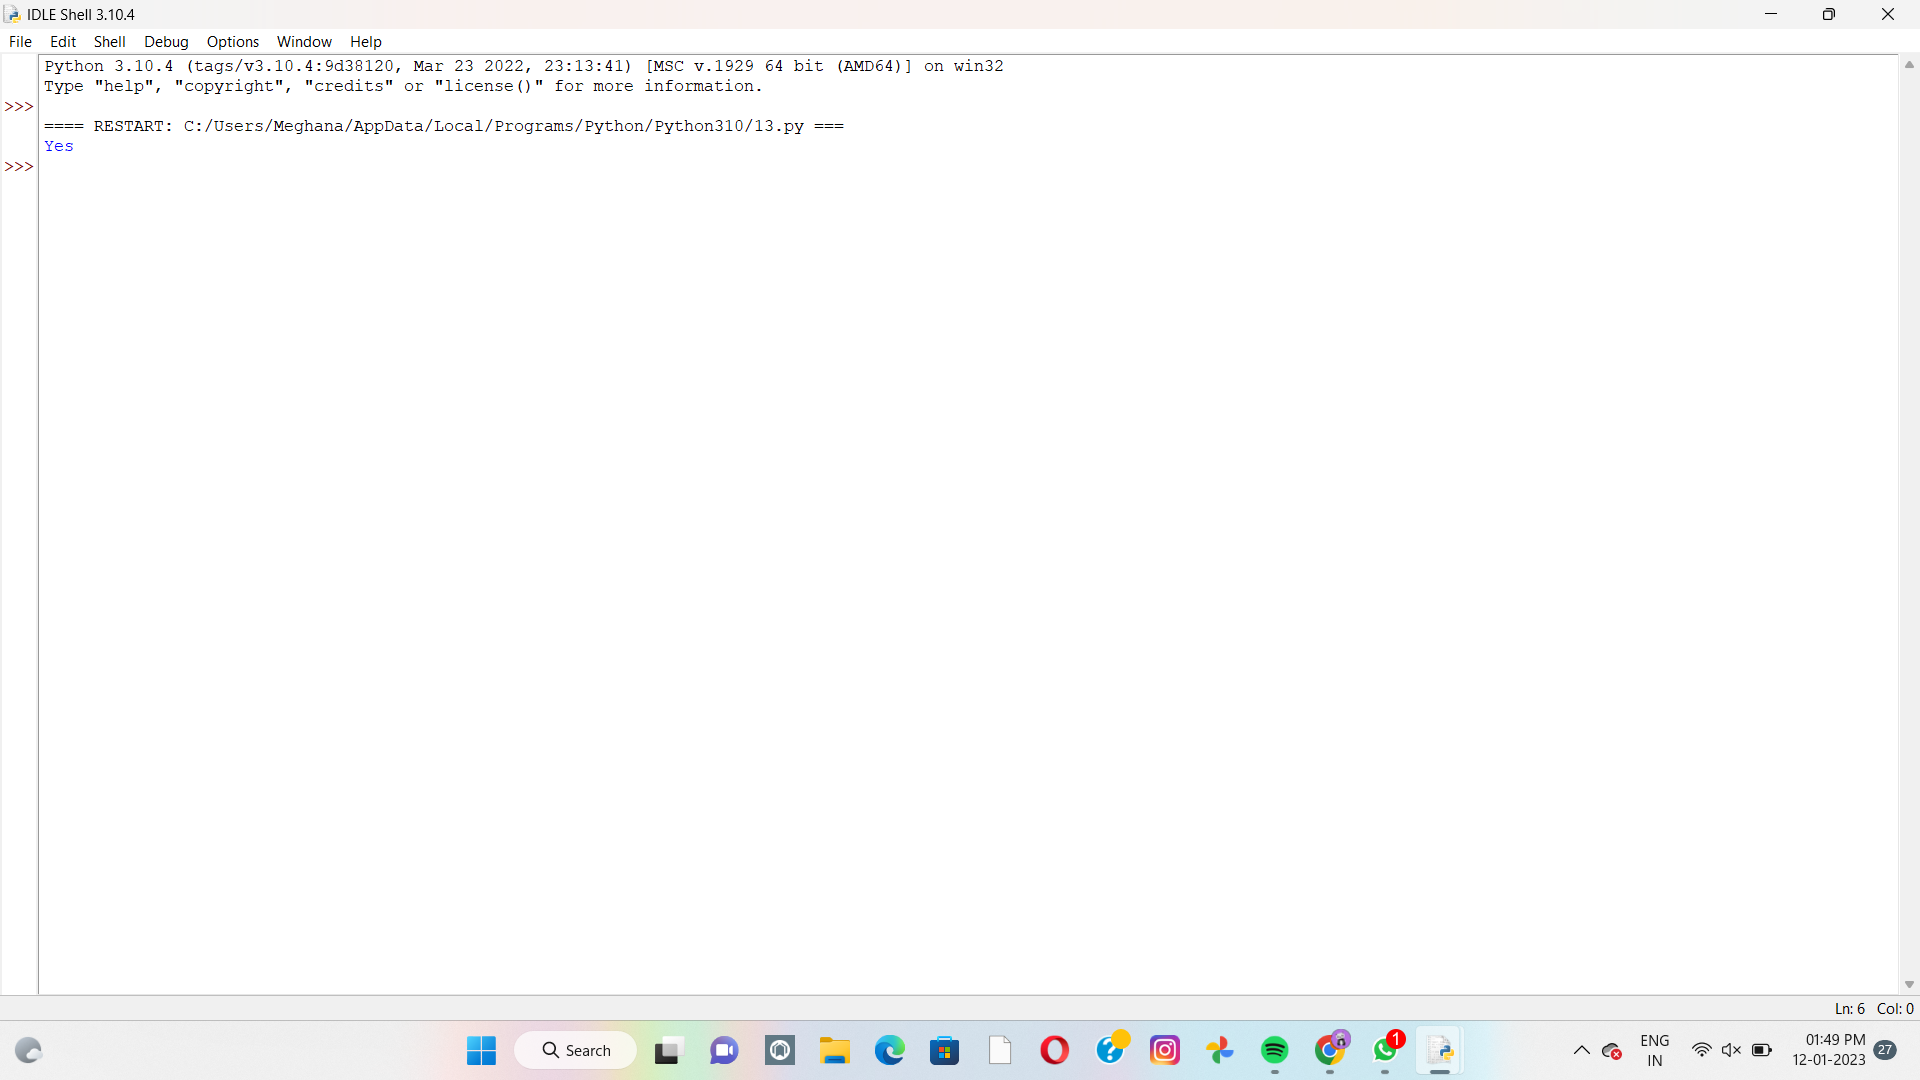 IDLE Shell 3.10.4
File Edit Shell Debug Options Window Help
Python 3.10.4 (tags/v3.10.4:9d38120, Mar 23 2022, 23:13:41) [MSC v.1929 64 bit (AMD64)] on win32
Type "help", "copyright", "credits" or "license()" for more information.
>>>
==== RESTART: C:/Users/Meghana/AppData/Local/Programs/Python/Python310/13.py ===
Yes
>>>
Ln: 6 Col: 0
Search
1
ENG
IN
01:49 PM
12-01-2023
27